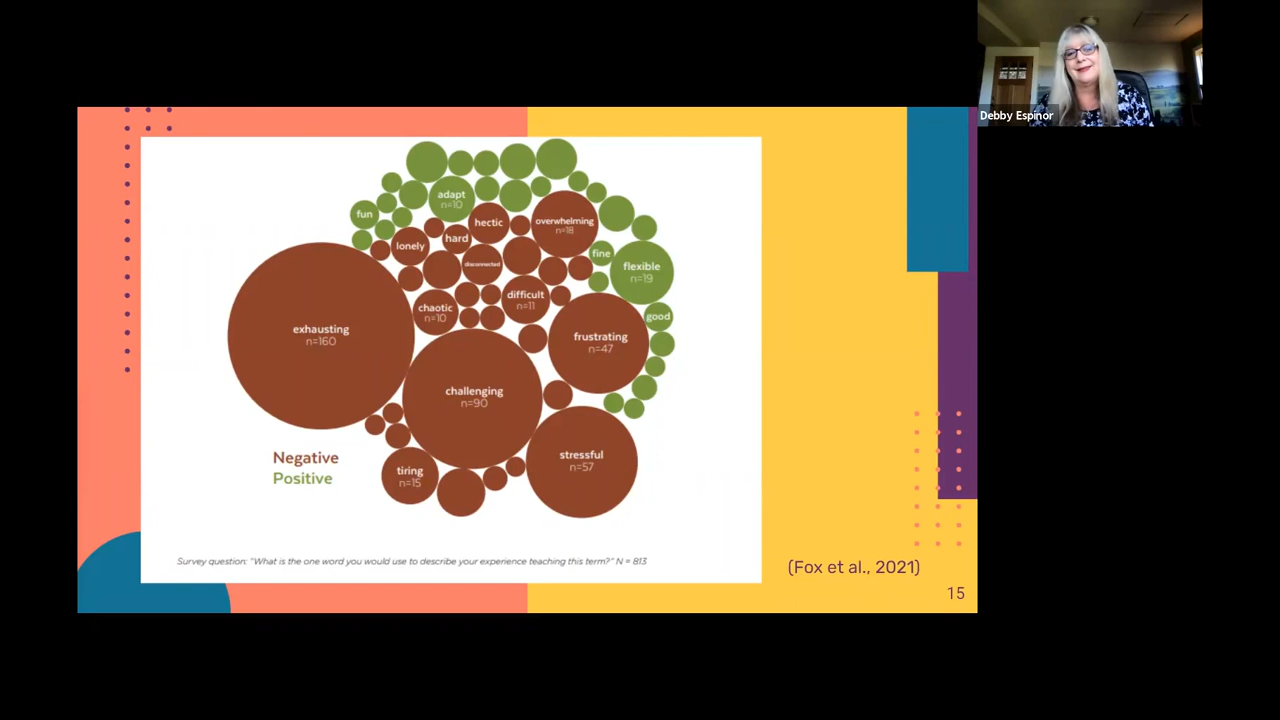 Debby Espinor
adapt
n=10
fun
hectic
overwhelming
n=18
hard
lonely
fine
disconnected
flexible
n=19
difficult
n=11
chaotic
n=10
good
exhausting
n=160
frustrating
n=47
challenging
n=90
Negative
Positive
stressful
n=57
tiring
n=15
Survey question: "What is the one word you would use to describe your experience teaching this term?" N = 813
(Fox et al., 2021)
15